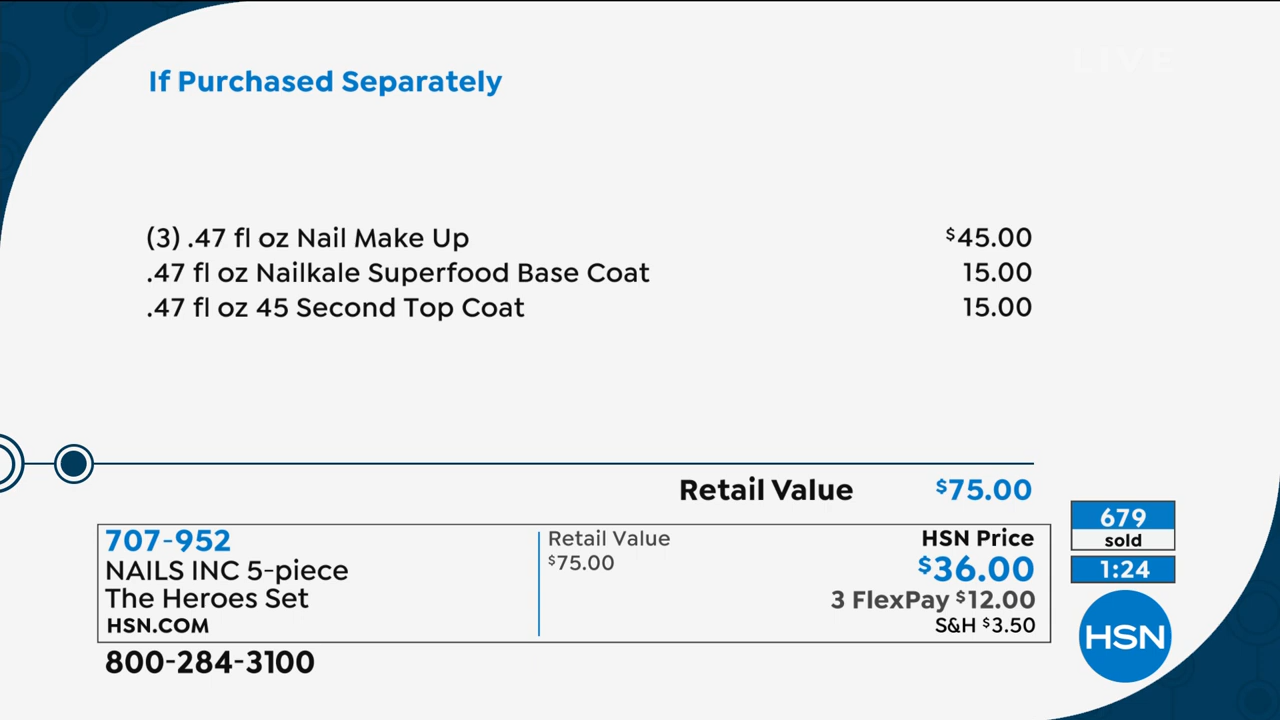 LIVE
If Purchased Separately
(3) .47 fl oz Nail Make Up $45.00
.47 fl oz Nailkale Superfood Base Coat 15.00
.47 fl oz 45 Second Top Coat 15.00
Retail Value $75.00
707-952
NAILS INC 5-piece
The Heroes Set
HSN.COM
Retail Value
$75.00
HSN Price
$36.00
3 FlexPay $12.00
S&H $3.50
679
sold
1:24
HSN
800-284-3100